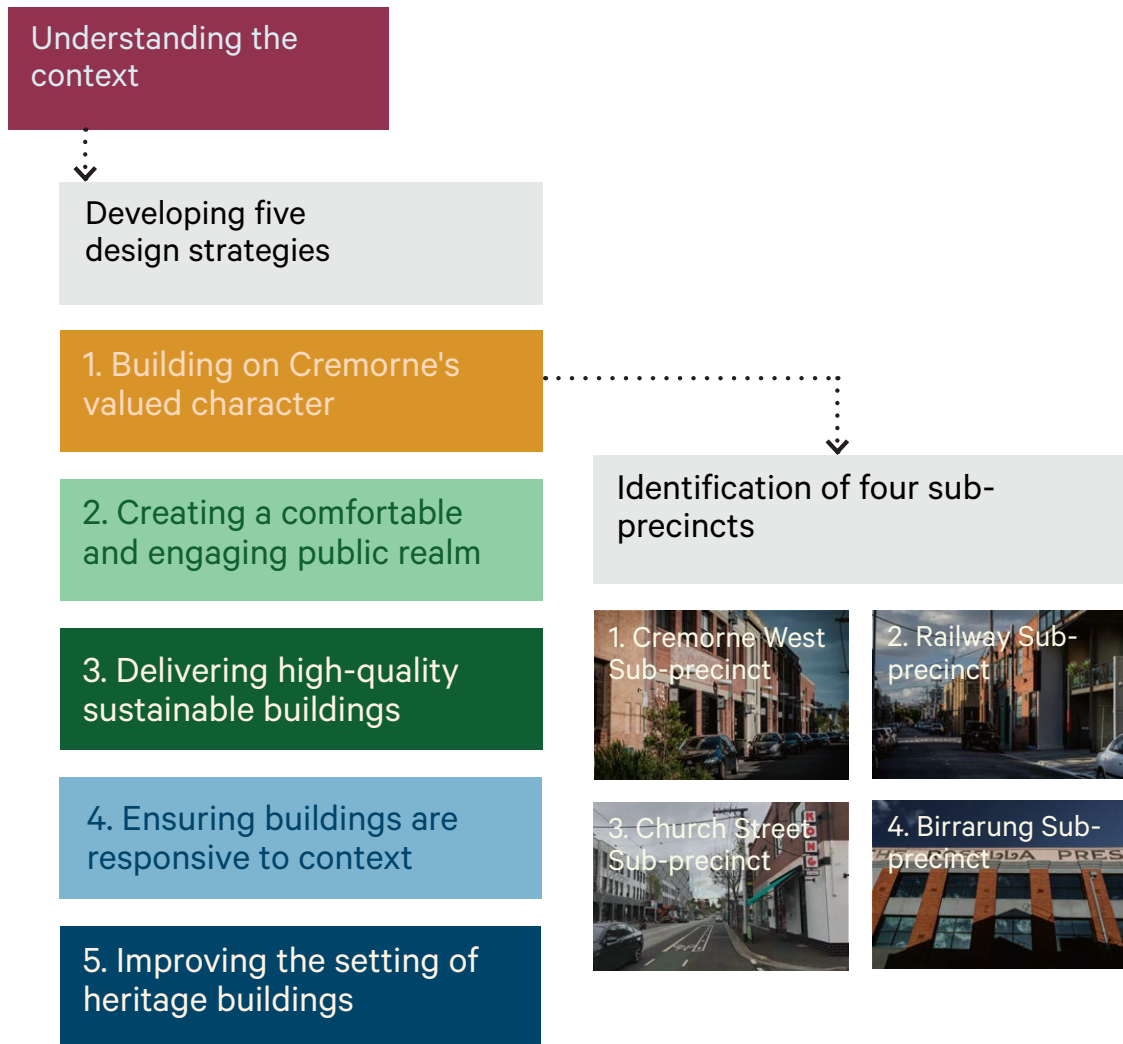 Understanding the
context
Developing five
design strategies
1. Building on Cremorne's
valued character
2. Creating a comfortable
and engaging public realm
3. Delivering high-quality
sustainable buildings
4. Ensuring buildings are
responsive to context
5. Improving the setting of
heritage buildings
Identification of four sub-
precincts
1. Cremorne West
Sub-precinct
2. Railway Sub-
precinct
3. Church Street
Sub-precinct
KONG
4. Birrarung Sub-
precinct
PRES